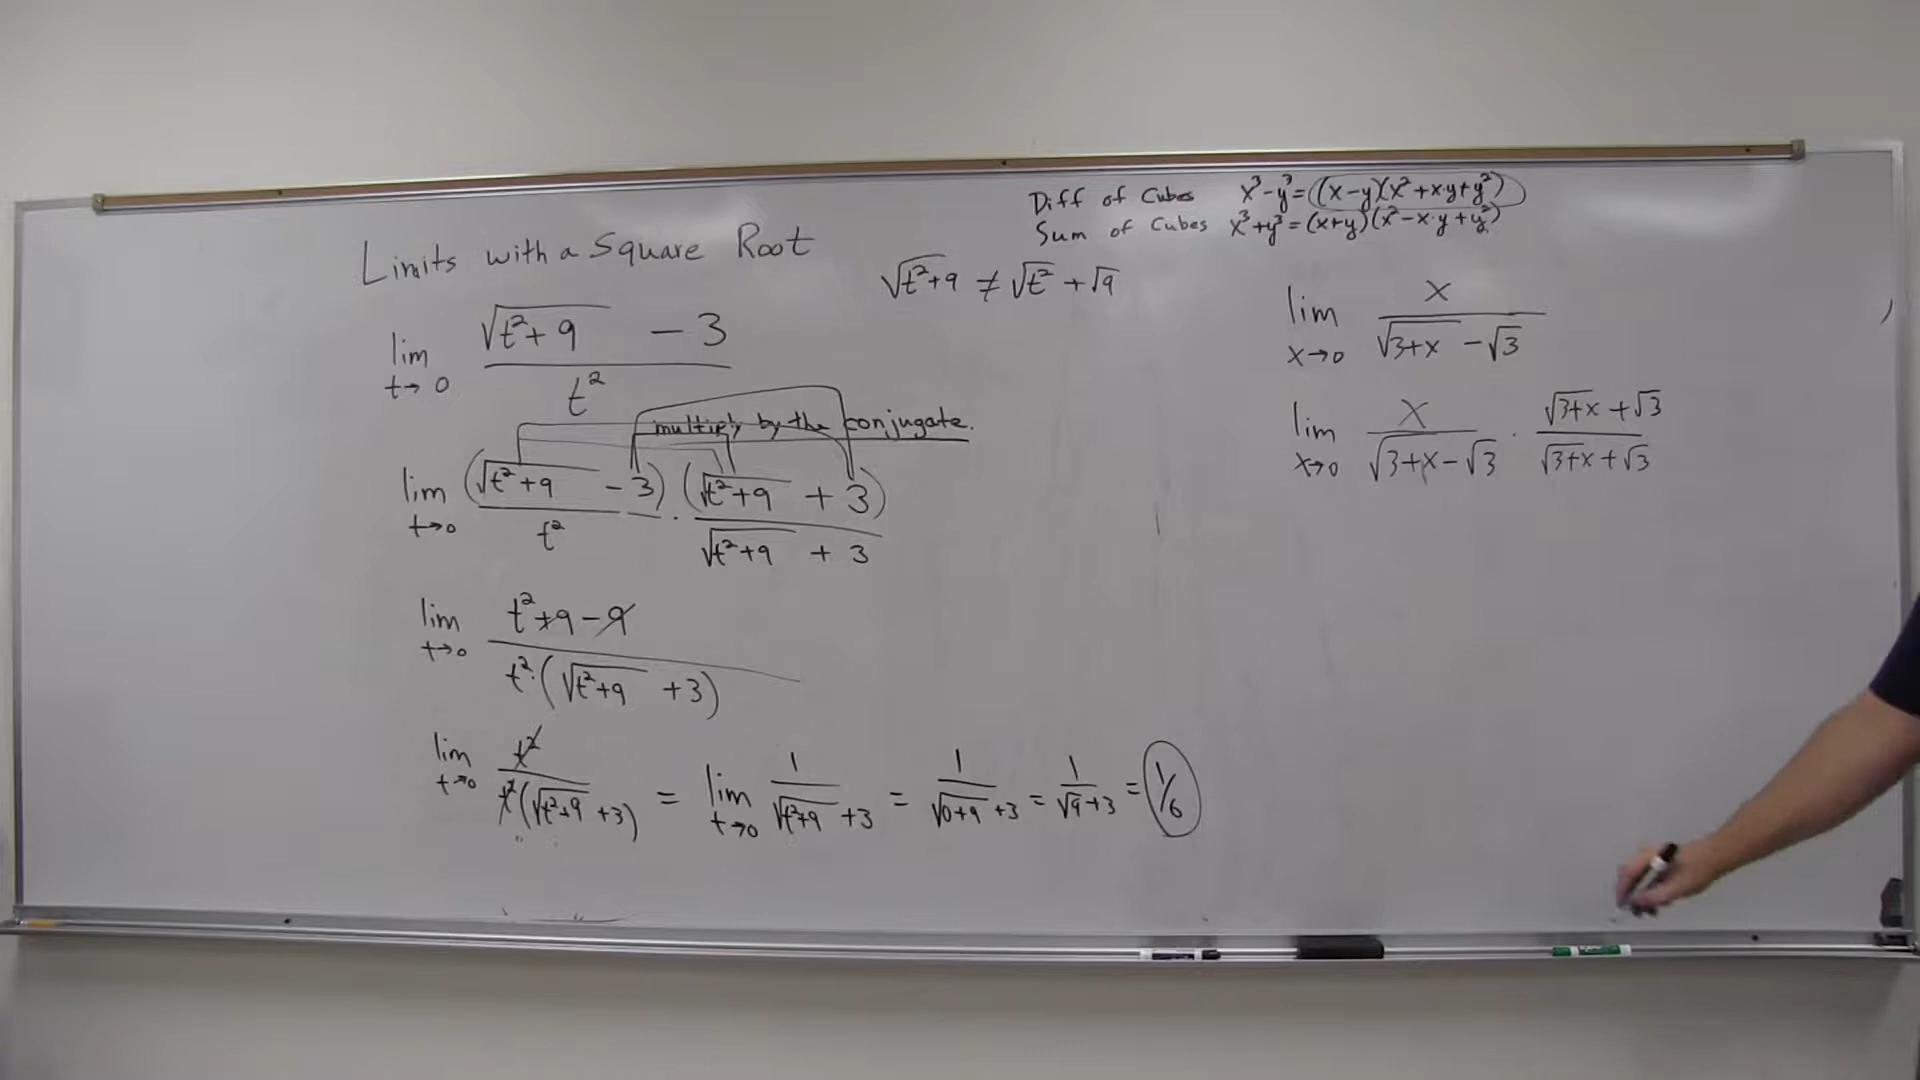 Diff of Cubes x³-y³=(x-y)(x²+x·y+y²)
Sum of Cubes x³+y³=(x+y)(x²-x·y+y²)
Limits with a Square Root
√(t²+9) ≠ √t² + √9
lim t→0 (√(t²+9) - 3)/t²
multiply by the conjugate.
lim t→0 (√(t²+9) - 3)/t² · (√(t²+9) + 3)/(√(t²+9) + 3)
lim t→0 (t²+9-9)/(t²·(√(t²+9) + 3))
lim t→0 t²/(t²(√(t²+9) +3)) = lim t→0 1/(√(t²+9) +3) = 1/(√(0+9) +3) = 1/(√9+3) = 1/6
lim x→0 x/(√(3+x) - √3)
lim x→0 x/(√(3+x) - √3) · (√(3+x) + √3)/(√(3+x) + √3)